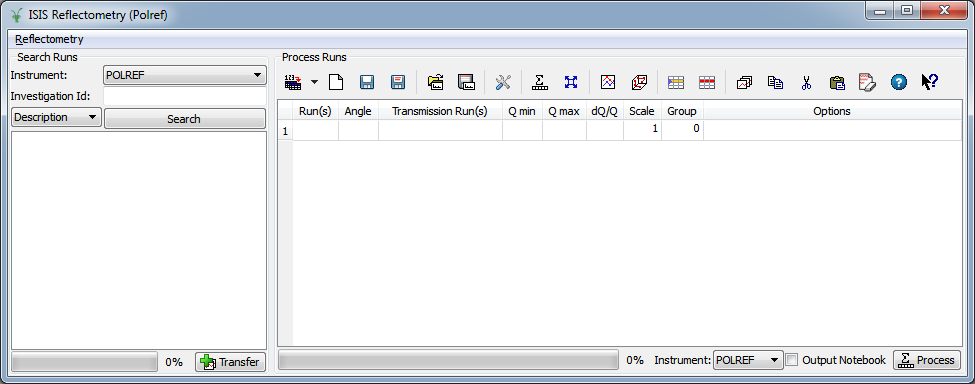 ISIS Reflectometry (Polref)
Reflectometry
Search Runs
Instrument: POLREF
Investigation Id:
Description Search
0% Transfer
Process Runs
Run(s) Angle Transmission Run(s) Q min Q max dQ/Q Scale Group Options
1 1 0
0% Instrument: POLREF Output Notebook Process